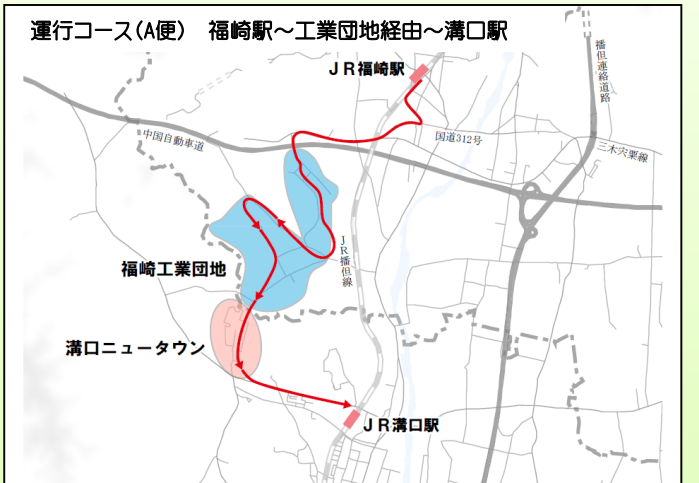 運行コース(A便) 福崎駅～工業団地経由～溝口駅
JR福崎駅
播但連絡道路
中国自動車道
国道312号
三木宍粟線
JR播但線
福崎工業団地
溝口ニュータウン
JR溝口駅